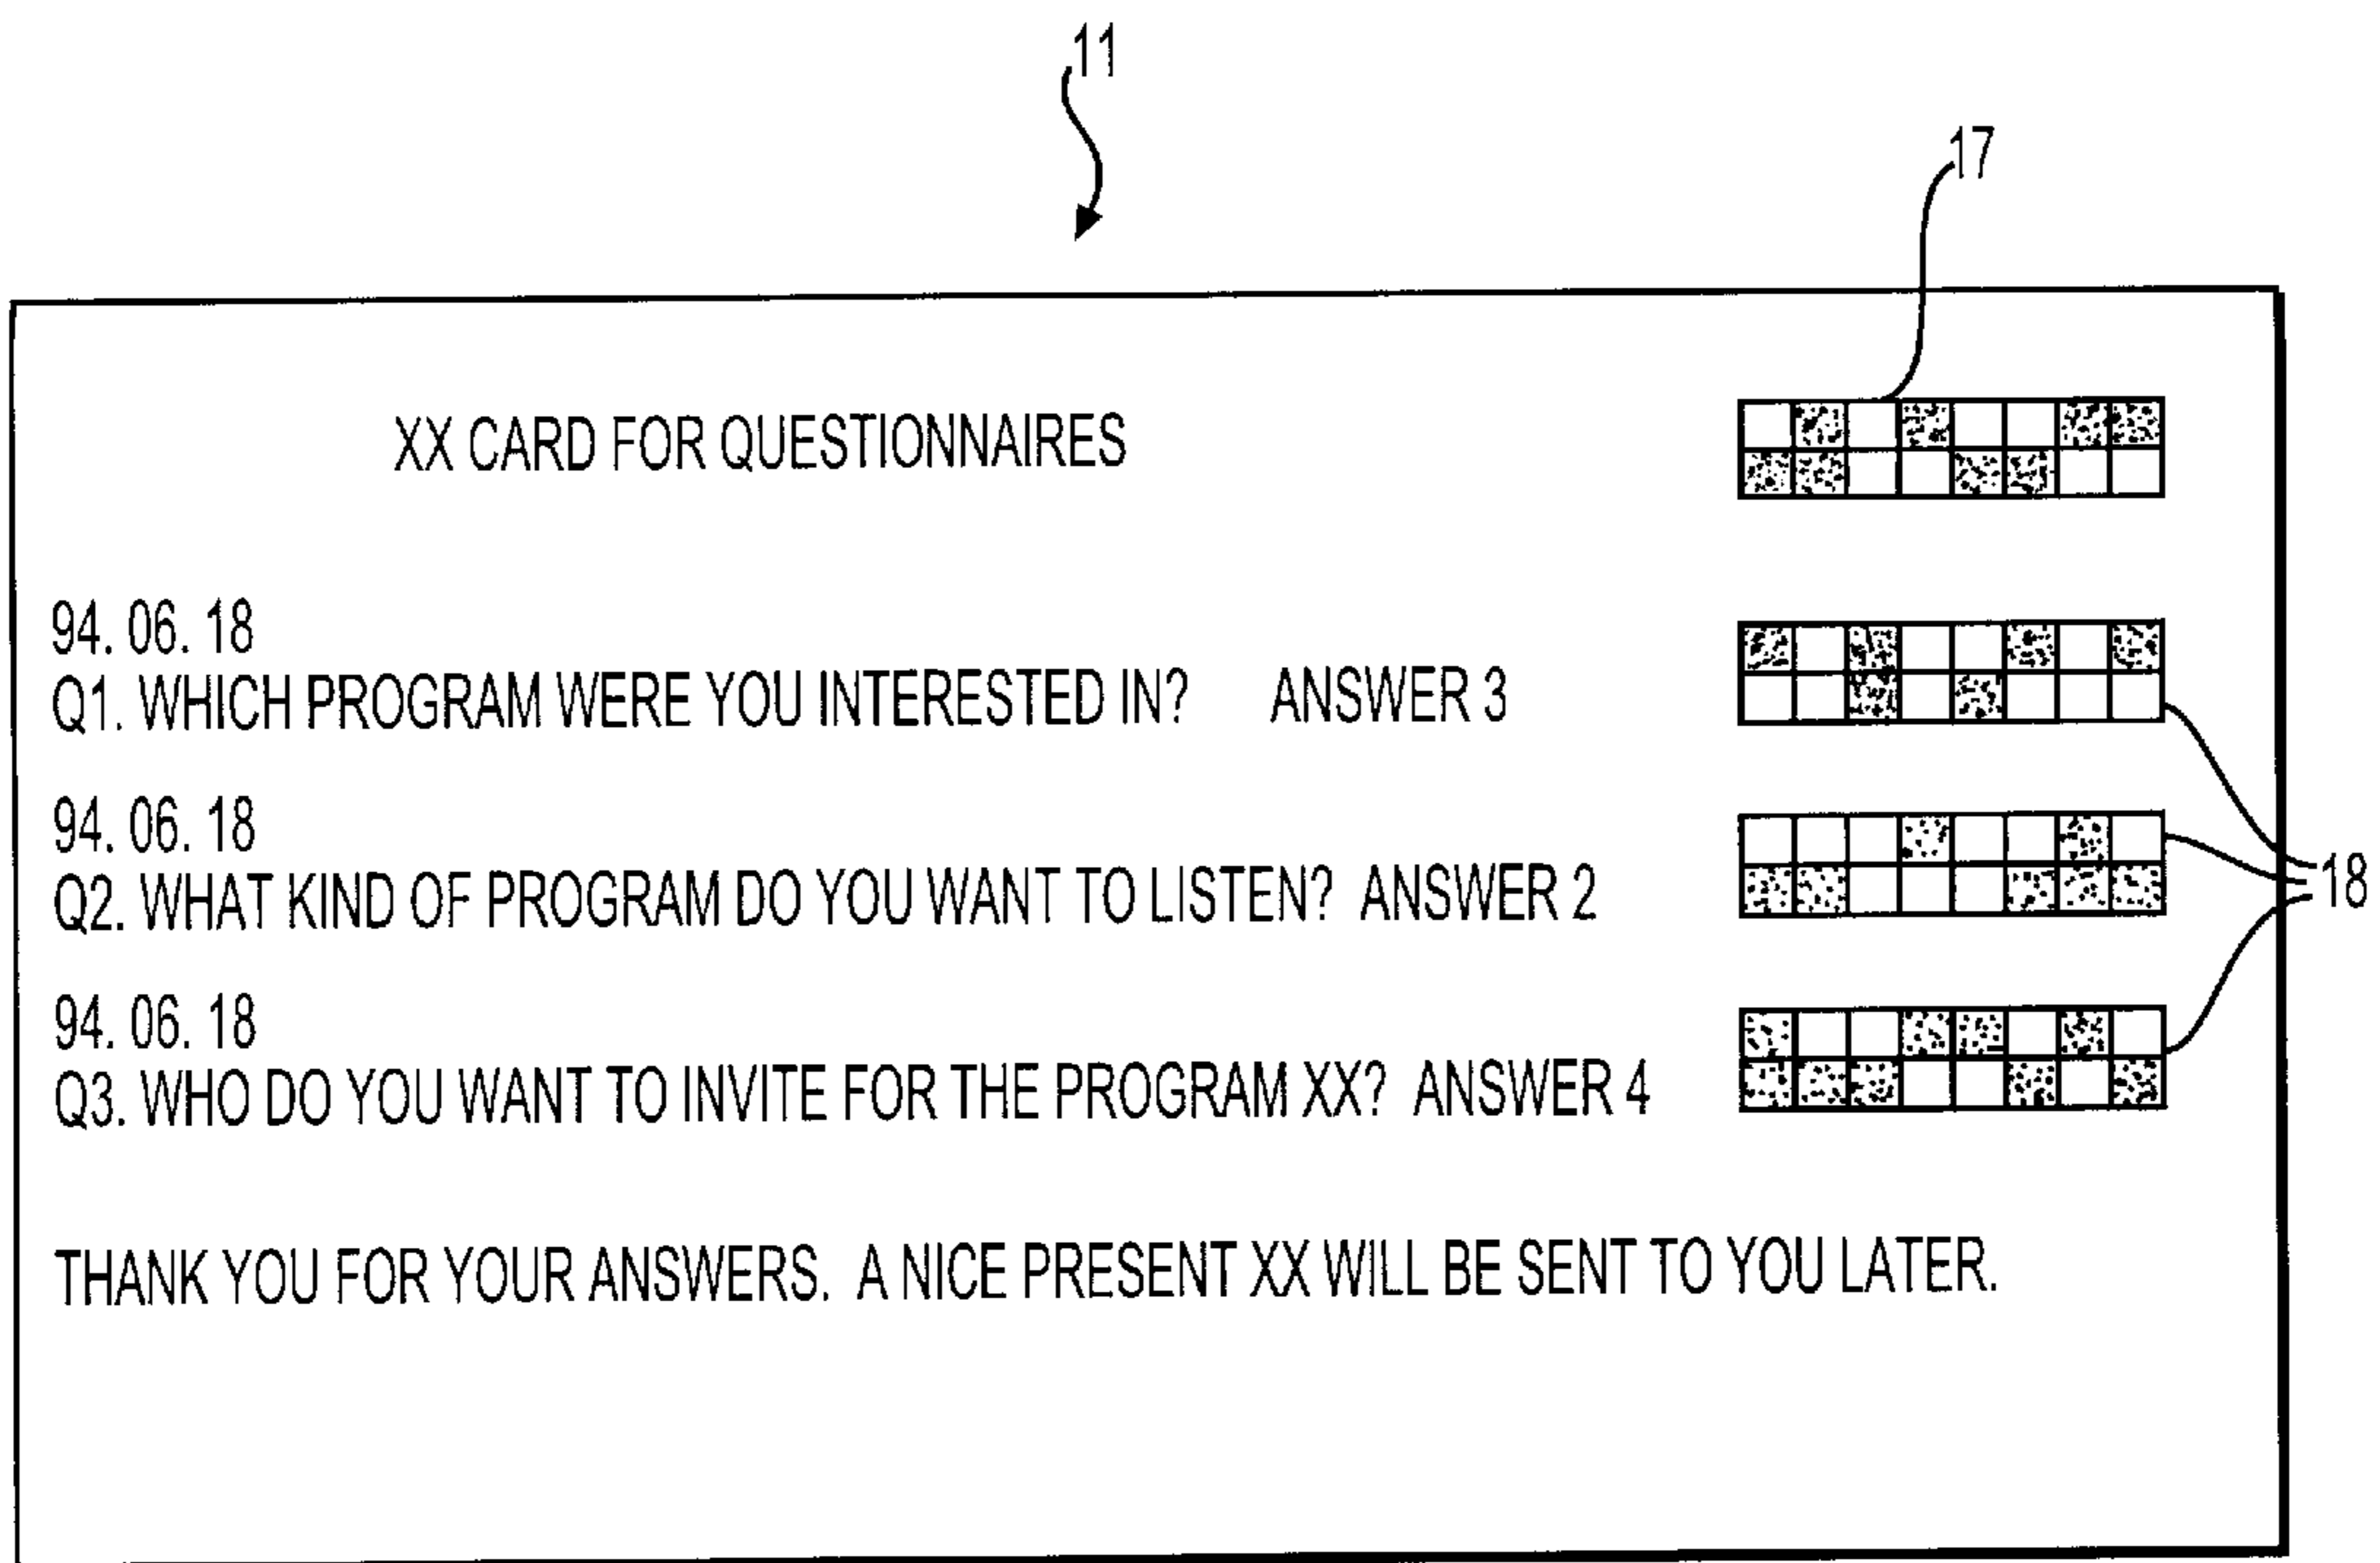 11
17
XX CARD FOR QUESTIONNAIRES
94. 06. 18
Q1. WHICH PROGRAM WERE YOU INTERESTED IN? ANSWER 3
94. 06. 18
Q2. WHAT KIND OF PROGRAM DO YOU WANT TO LISTEN? ANSWER 2
18
94. 06. 18
Q3. WHO DO YOU WANT TO INVITE FOR THE PROGRAM XX? ANSWER 4
THANK YOU FOR YOUR ANSWERS. A NICE PRESENT XX WILL BE SENT TO YOU LATER.